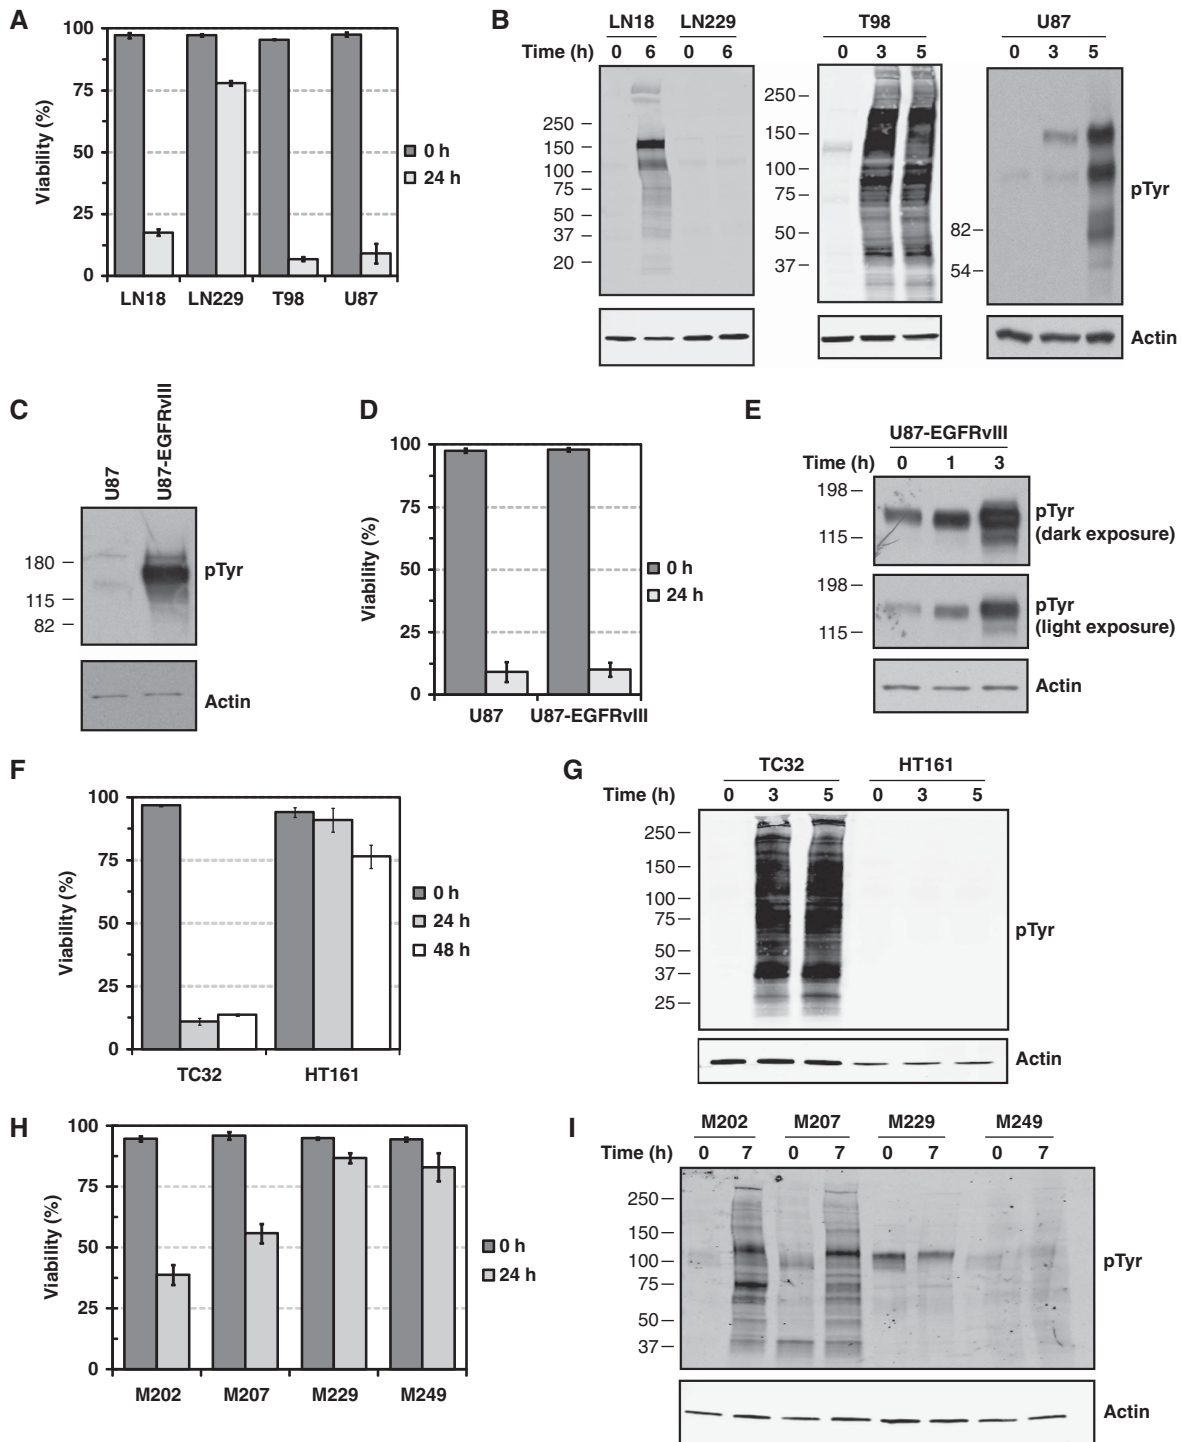 A
Viability (%)
100
75
50
25
0
LN18 LN229 T98 U87
0 h
24 h
B
LN18 LN229 T98 U87
Time (h) 0 6 0 6 0 3 5 0 3 5
250
150
100
75
50
37
20
250
150
100
75
50
37
82
54
pTyr
Actin
C
U87
U87-EGFRvIII
180
115
82
pTyr
Actin
D
Viability (%)
100
75
50
25
0
U87 U87-EGFRvIII
0 h
24 h
E
U87-EGFRvIII
Time (h) 0 1 3
198
115
pTyr
(dark exposure)
198
115
pTyr
(light exposure)
Actin
F
Viability (%)
100
75
50
25
0
TC32 HT161
0 h
24 h
48 h
G
TC32 HT161
Time (h) 0 3 5 0 3 5
250
150
100
75
50
37
25
pTyr
Actin
H
Viability (%)
100
75
50
25
0
M202 M207 M229 M249
0 h
24 h
I
M202 M207 M229 M249
Time (h) 0 7 0 7 0 7 0 7
250
150
100
75
50
37
pTyr
Actin